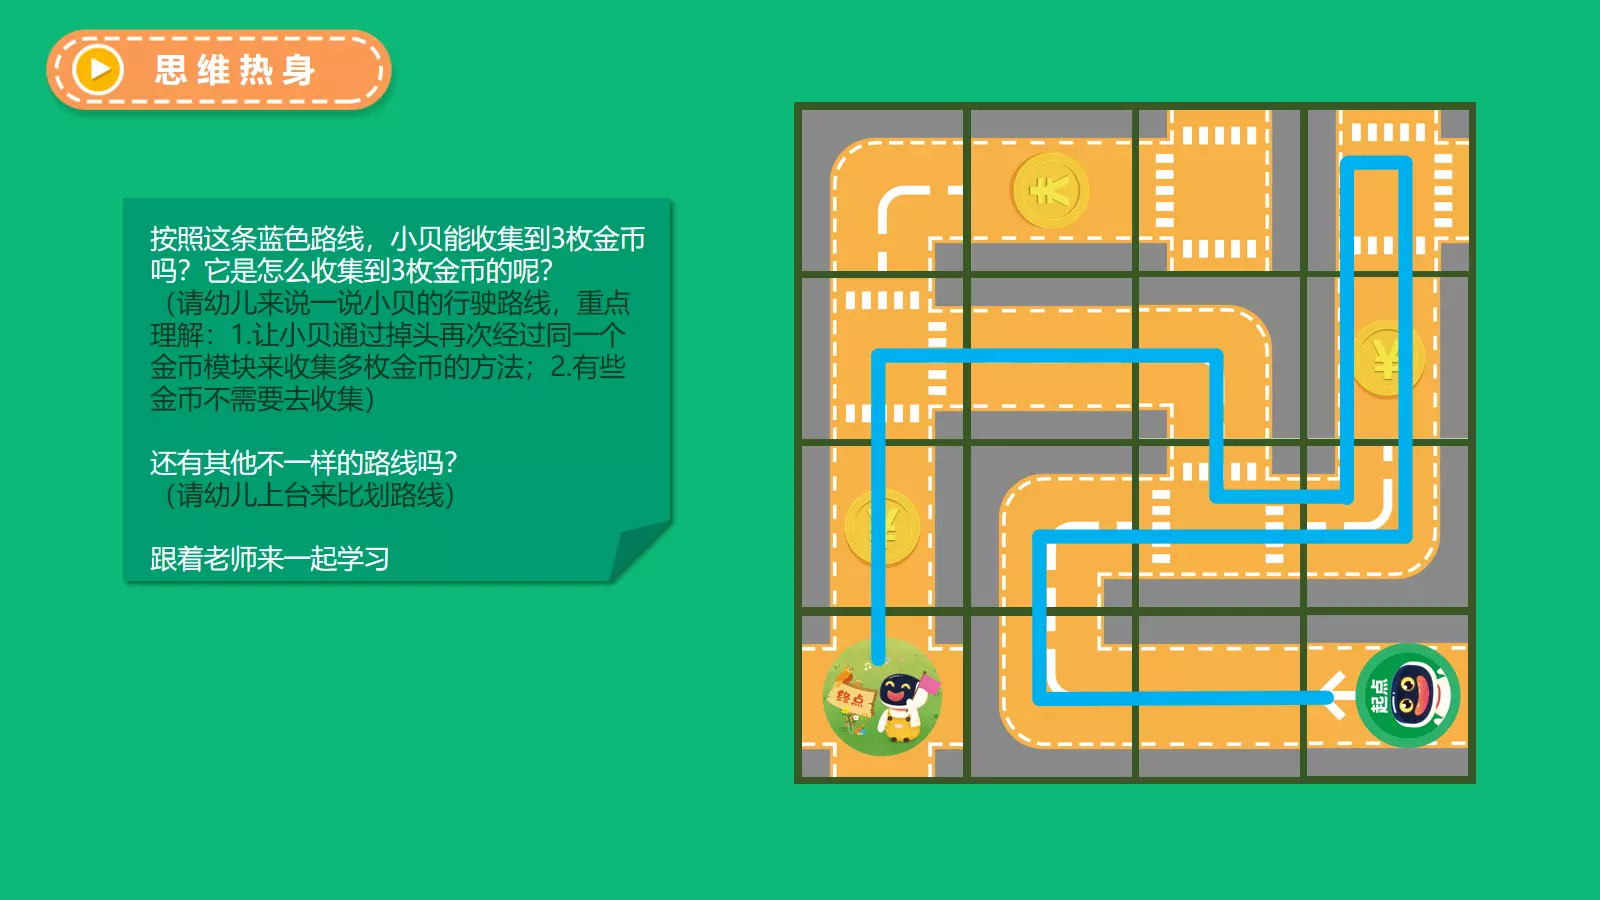 思维热身
按照这条蓝色路线，小贝能收集到3枚金币
吗？它是怎么收集到3枚金币的呢？
（请幼儿来说一说小贝的行驶路线，重点
理解：1.让小贝通过掉头再次经过同一个
金币模块来收集多枚金币的方法；2.有些
金币不需要去收集）
还有其他不一样的路线吗？
（请幼儿上台来比划路线）
跟着老师来一起学习
¥
¥
¥
终点
起点